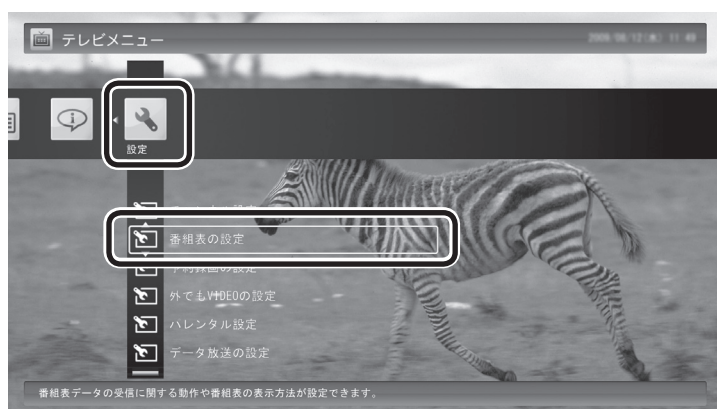 テレビメニュー
2009/08/12(水) 11:49
設定
番組表の設定
予約録画の設定
外でもVIDEOの設定
パレンタル設定
データ放送の設定
番組表データの受信に関する動作や番組表の表示方法が設定できます。